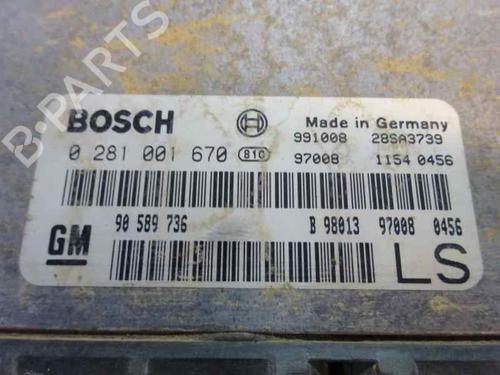 B-PARTS
BOSCH
Made in Germany
991008 28SA3739
0 281 001 670 810
97008 1154 0456
90 589 736 B 98013 97008 0456
GM
LS